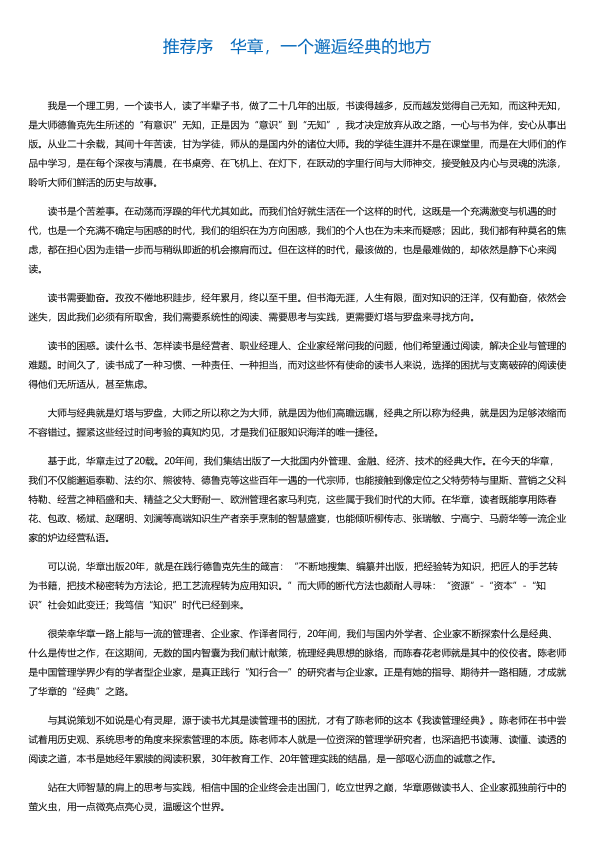 推荐序　华章，一个邂逅经典的地方
我是一个理工男，一个读书人，读了半辈子书，做了二十几年的出版，书读得越多，反而越发觉得自己无知，而这种无知，
是大师德鲁克先生所述的“有意识”无知，正是因为“意识”到“无知”，我才决定放弃从政之路，一心与书为伴，安心从事出
版。从业二十余载，其间十年苦读，甘为学徒，师从的是国内外的诸位大师。我的学徒生涯并不是在课堂里，而是在大师们的作
品中学习，是在每个深夜与清晨，在书桌旁、在飞机上、在灯下，在跃动的字里行间与大师神交，接受触及内心与灵魂的洗涤，
聆听大师们鲜活的历史与故事。
读书是个苦差事。在动荡而浮躁的年代尤其如此。而我们恰好就生活在一个这样的时代，这既是一个充满激变与机遇的时
代，也是一个充满不确定与困惑的时代，我们的组织在为方向困惑，我们的个人也在为未来而疑惑；因此，我们都有种莫名的焦
虑，都在担心因为走错一步而与稍纵即逝的机会擦肩而过。但在这样的时代，最该做的，也是最难做的，却依然是静下心来阅
读。
读书需要勤奋。孜孜不倦地积跬步，经年累月，终以至千里。但书海无涯，人生有限，面对知识的汪洋，仅有勤奋，依然会
迷失，因此我们必须有所取舍，我们需要系统性的阅读、需要思考与实践，更需要灯塔与罗盘来寻找方向。
读书的困惑。读什么书、怎样读书是经营者、职业经理人、企业家经常问我的问题，他们希望通过阅读，解决企业与管理的
难题。时间久了，读书成了一种习惯、一种责任、一种担当，而对这些怀有使命的读书人来说，选择的困扰与支离破碎的阅读使
得他们无所适从，甚至焦虑。
大师与经典就是灯塔与罗盘，大师之所以称之为大师，就是因为他们高瞻远瞩，经典之所以称为经典，就是因为足够浓缩而
不容错过。握紧这些经过时间考验的真知灼见，才是我们征服知识海洋的唯一捷径。
基于此，华章走过了20载。20年间，我们集结出版了一大批国内外管理、金融、经济、技术的经典大作。在今天的华章，
我们不仅能邂逅泰勒、法约尔、熊彼特、德鲁克等这些百年一遇的一代宗师，也能接触到像定位之父特劳特与里斯、营销之父科
特勒、经营之神稻盛和夫、精益之父大野耐一、欧洲管理名家马利克，这些属于我们时代的大师。在华章，读者既能享用陈春
花、包政、杨斌、赵曙明、刘澜等高端知识生产者亲手烹制的智慧盛宴，也能倾听柳传志、张瑞敏、宁高宁、马蔚华等一流企业
家的炉边经营私语。
可以说，华章出版20年，就是在践行德鲁克先生的箴言：“不断地搜集、编纂并出版，把经验转为知识，把匠人的手艺转
为书籍，把技术秘密转为方法论，把工艺流程转为应用知识。”而大师的断代方法也颇耐人寻味：“资源”-“资本”-“知
识”社会如此变迁；我笃信“知识”时代已经到来。
很荣幸华章一路上能与一流的管理者、企业家、作译者同行，20年间，我们与国内外学者、企业家不断探索什么是经典、
什么是传世之作，在这期间，无数的国内智囊为我们献计献策，梳理经典思想的脉络，而陈春花老师就是其中的佼佼者。陈老师
是中国管理学界少有的学者型企业家，是真正践行“知行合一”的研究者与企业家。正是有她的指导、期待并一路相随，才成就
了华章的“经典”之路。
与其说策划不如说是心有灵犀，源于读书尤其是读管理书的困扰，才有了陈老师的这本《我读管理经典》。陈老师在书中尝
试着用历史观、系统思考的角度来探索管理的本质。陈老师本人就是一位资深的管理学研究者，也深谙把书读薄、读懂、读透的
阅读之道，本书是她经年累牍的阅读积累，30年教育工作、20年管理实践的结晶，是一部呕心沥血的诚意之作。
站在大师智慧的肩上的思考与实践，相信中国的企业终会走出国门，屹立世界之巅，华章愿做读书人、企业家孤独前行中的
萤火虫，用一点微亮点亮心灵，温暖这个世界。